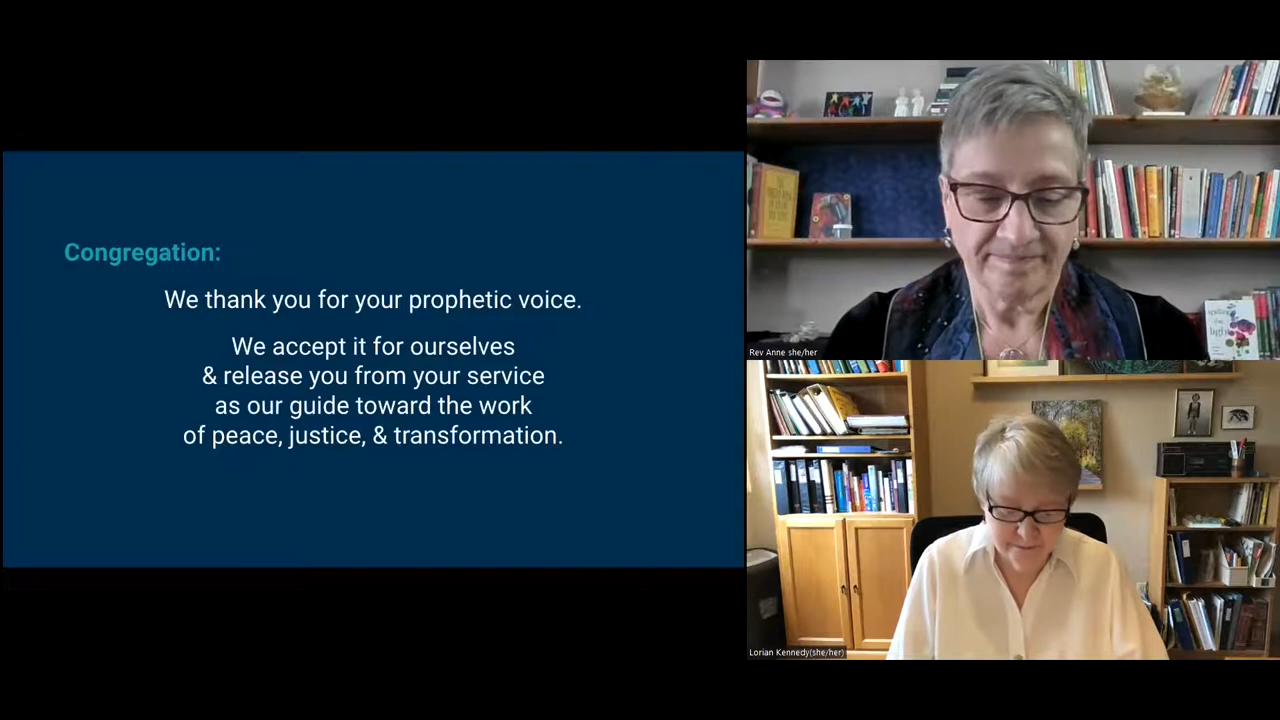 Congregation:
We thank you for your prophetic voice.
We accept it for ourselves
& release you from your service
as our guide toward the work
of peace, justice, & transformation.
Rev Anne she/her
Lorian Kennedy(she/her)